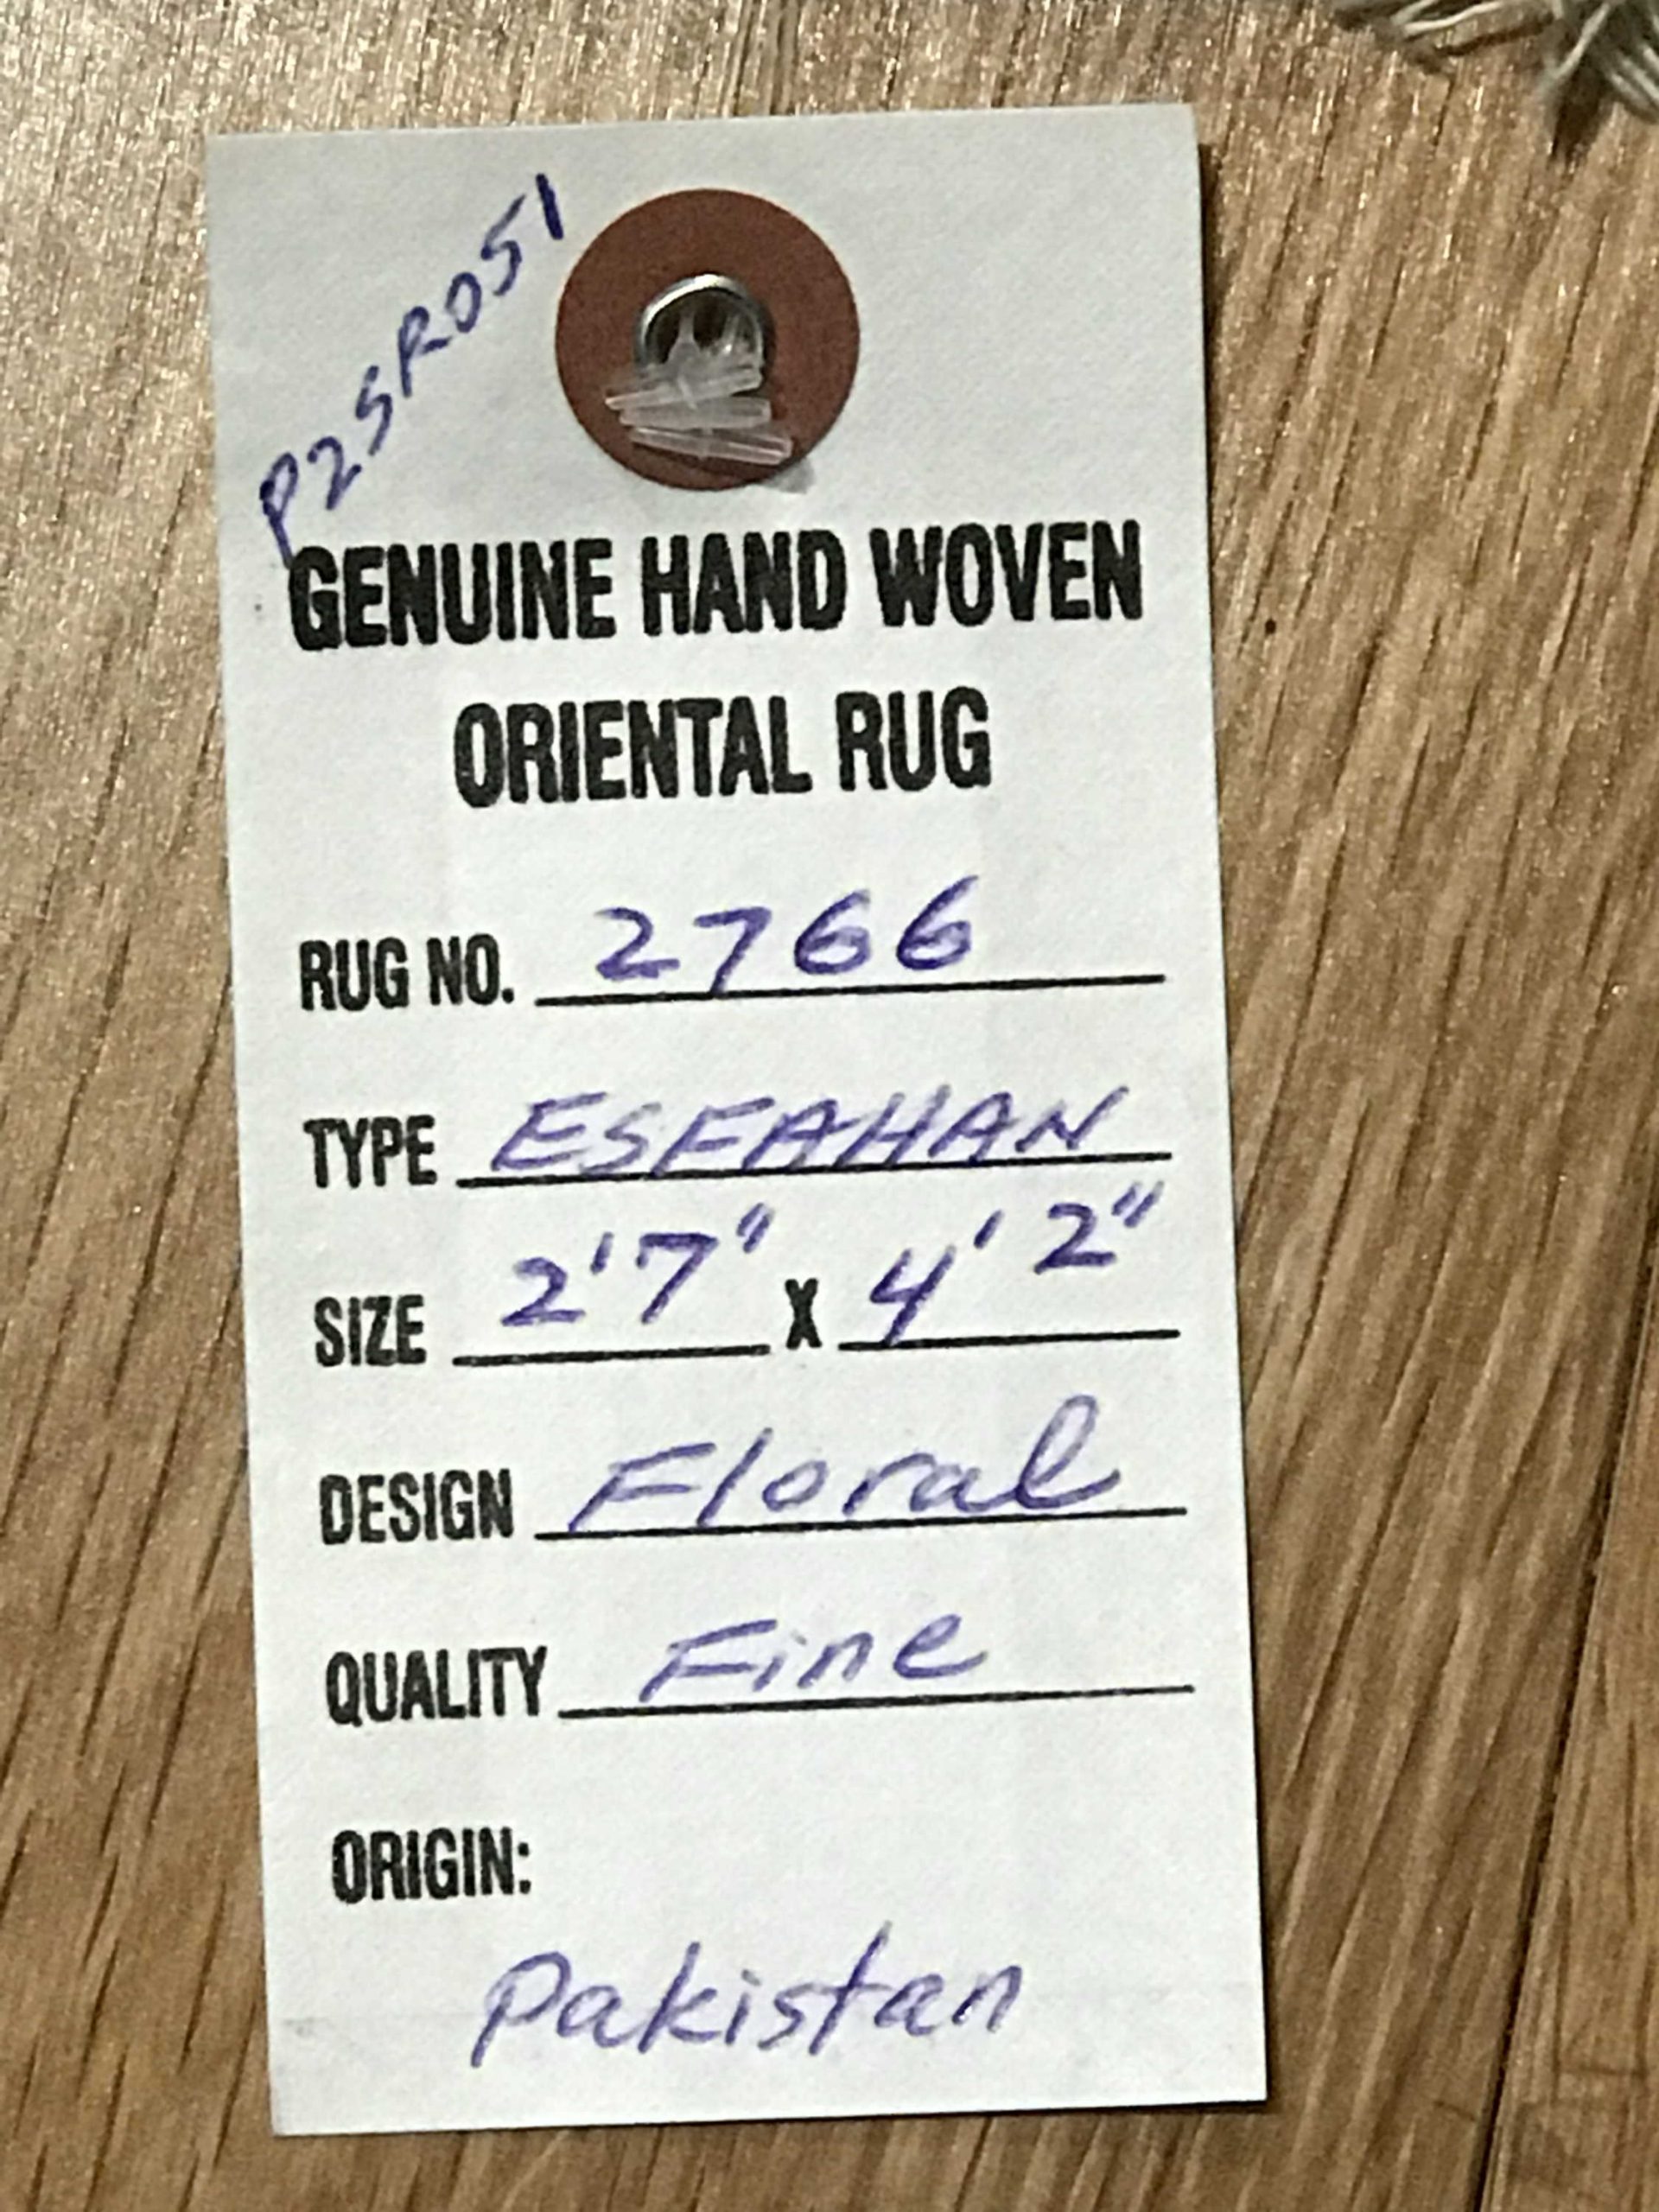 P25R051
GENUINE HAND WOVEN
ORIENTAL RUG
RUG NO. 2766
TYPE ESFAHAN
SIZE 2'7" X 4' 2"
DESIGN Floral
QUALITY Fine
ORIGIN:
Pakistan